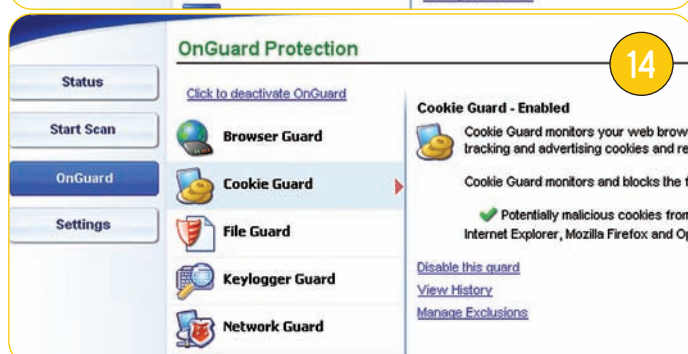 OnGuard Protection
14
Status
Start Scan
OnGuard
Settings
Click to deactivate OnGuard
Browser Guard
Cookie Guard
File Guard
Keylogger Guard
Network Guard
Cookie Guard - Enabled
Cookie Guard monitors your web brow
tracking and advertising cookies and re
Cookie Guard monitors and blocks the f
Potentially malicious cookies from
Internet Explorer, Mozilla Firefox and Op
Disable this guard
View History
Manage Exclusions